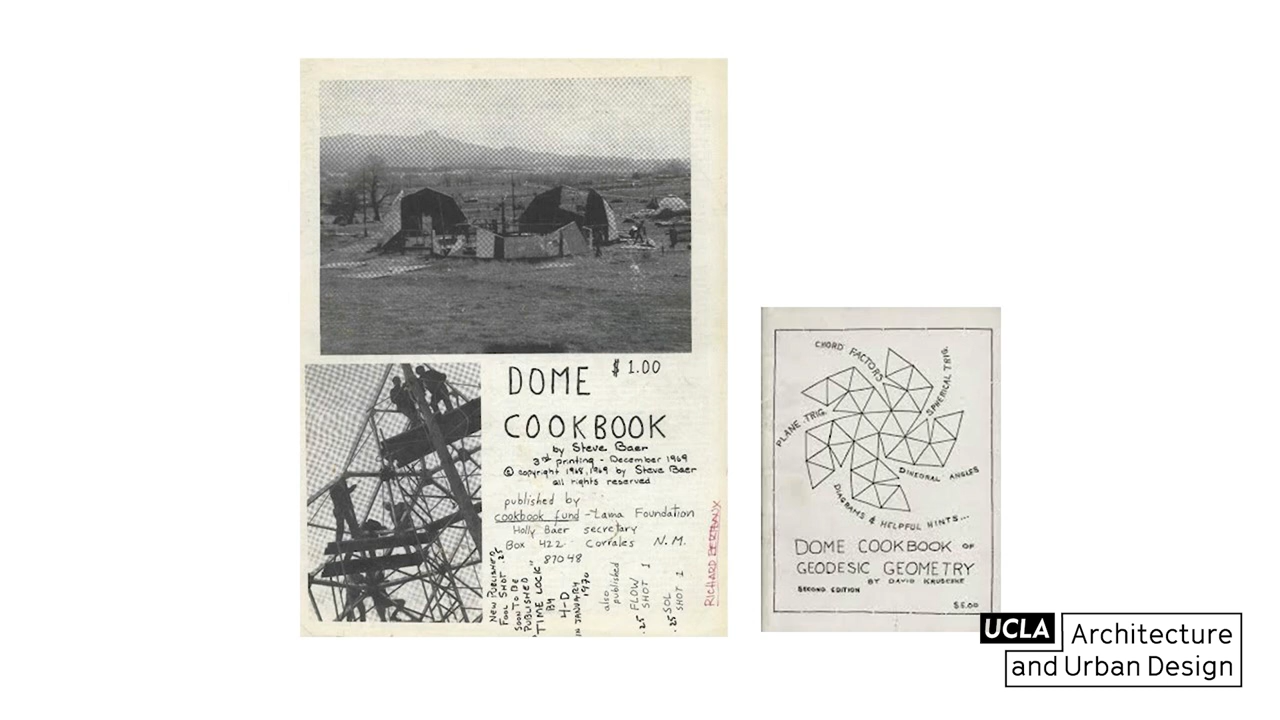 $ 1.00
DOME
COOKBOOK
by Steve Baer
3rd printing - December 1969
© copyright 1968, 1969 by Steve Baer
all rights reserved
published by
cookbook fund - Lama Foundation
Holly Baer secretary
Box 422 Corrales N.M.
87048
NEW PUBLISHED
FOOL SHOT .25
SOON TO BE
PUBLISHED
"TIME LOCK"
BY
4-D
IN JANUARY
1970
also
published
.25 FLOW
SHOT 1
.25 SOL
SHOT 1
CHORD FACTORS
SPHERICAL TRIG.
PLANE TRIG.
DIHEDRAL ANGLES
DIAGRAMS & HELPFUL HINTS...
DOME COOKBOOK OF
GEODESIC GEOMETRY
BY DAVID KRUSCHKE
SECOND EDITION
$5.00
UCLA Architecture
and Urban Design